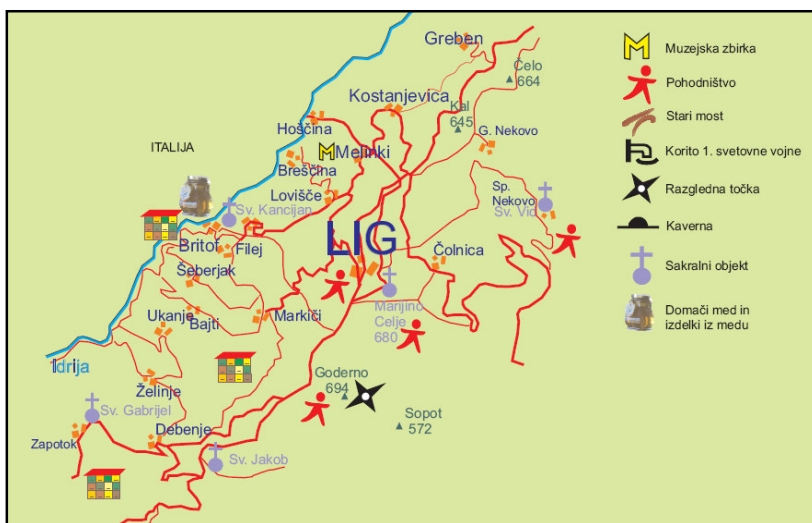 Greben
Čelo
664
Kostanjevica
Kal
645
Hoščina
G. Nekovo
ITALIJA
M
Melinki
Breščina
Lovišče
Sp.
Nekovo
Sv. Vid
Sv. Kancijan
Britof
Filej
LIG
Čolnica
Šeberjak
Marijino
Celje
680
Ukanje
Bajti
Markiči
Idrija
Želinje
Goderno
694
Sv. Gabrijel
Sopot
572
Zapotok
Debenje
Sv. Jakob
M
Muzejska zbirka
Pohodništvo
Stari most
Korito 1. svetovne vojne
Razgledna točka
Kaverna
Sakralni objekt
Domači med in
izdelki iz medu